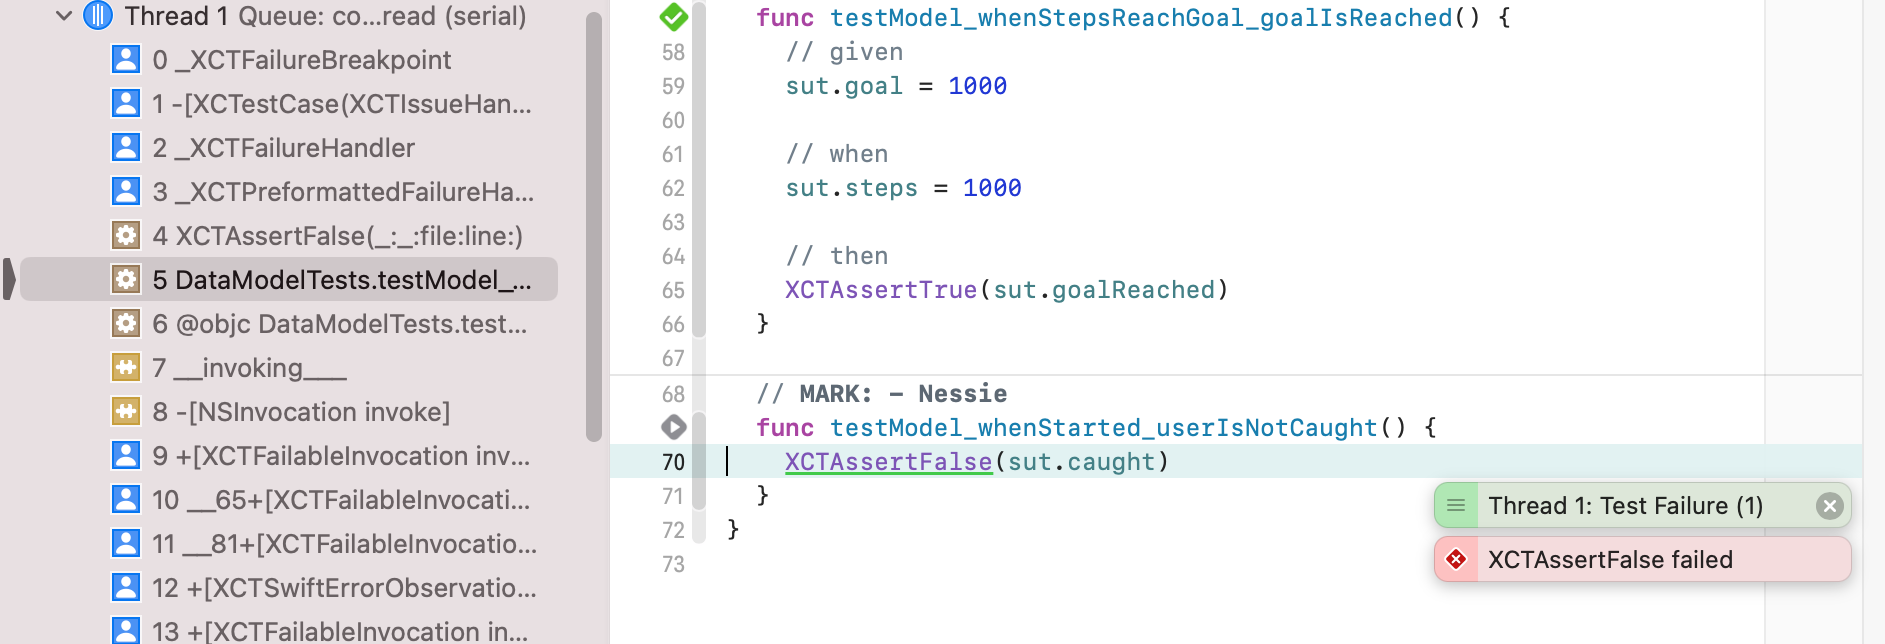 Thread 1 Queue: co...read (serial)
0 _XCTFailureBreakpoint
1 -[XCTestCase(XCTIssueHan...
2 _XCTFailureHandler
3 _XCTPreformattedFailureHa...
4 XCTAssertFalse(_:_:file:line:)
5 DataModelTests.testModel_...
6 @objc DataModelTests.test...
7 __invoking___
8 -[NSInvocation invoke]
9 +[XCTFailableInvocation inv...
10 __65+[XCTFailableInvocati...
11 __81+[XCTFailableInvocatio...
12 +[XCTSwiftErrorObservatio...
13 +[XCTFailableInvocation in...
func testModel_whenStepsReachGoal_goalIsReached() {
58 // given
59 sut.goal = 1000
60
61 // when
62 sut.steps = 1000
63
64 // then
65 XCTAssertTrue(sut.goalReached)
66 }
67
68 // MARK: - Nessie
func testModel_whenStarted_userIsNotCaught() {
70 XCTAssertFalse(sut.caught)
71 }
72 }
73
Thread 1: Test Failure (1)
XCTAssertFalse failed